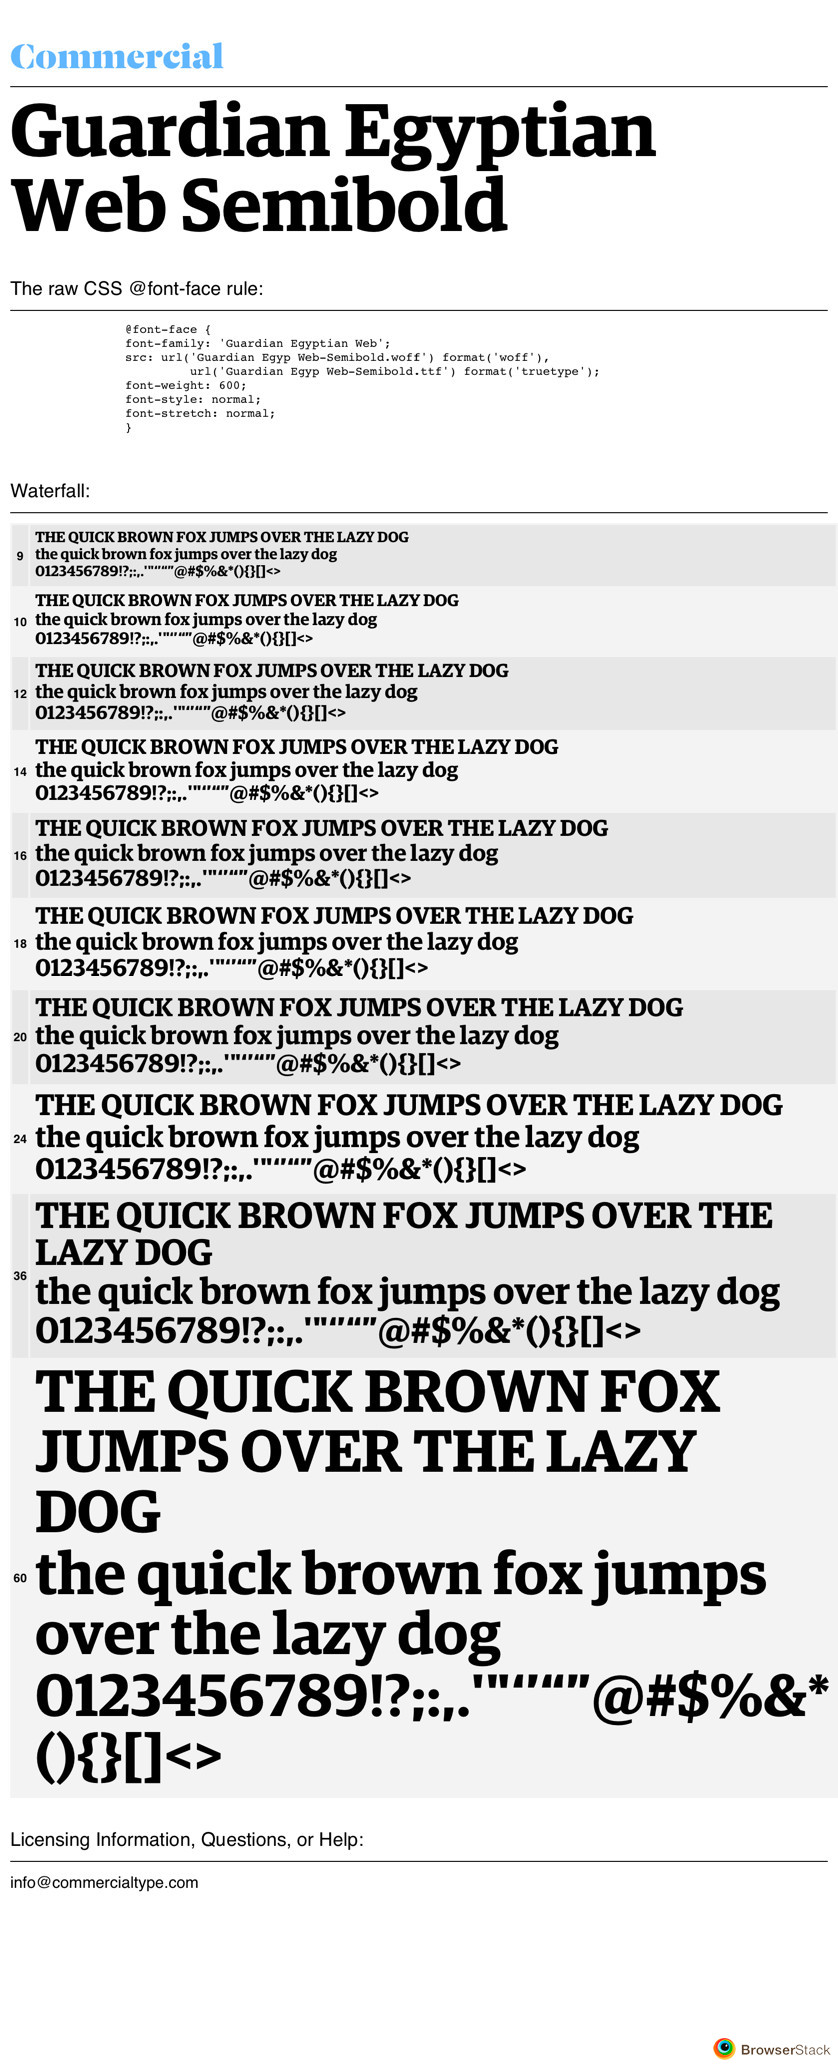 Commercial
Guardian Egyptian
Web Semibold
The raw CSS @font-face rule:
@font-face {
font-family: 'Guardian Egyptian Web';
src: url('Guardian Egyp Web-Semibold.woff') format('woff'),
url('Guardian Egyp Web-Semibold.ttf') format('truetype');
font-weight: 600;
font-style: normal;
font-stretch: normal;
}
Waterfall:
THE QUICK BROWN FOX JUMPS OVER THE LAZY DOG
9 the quick brown fox jumps over the lazy dog
0123456789!?;:,.'"‘’“”@#$%&*(){}[]<>
THE QUICK BROWN FOX JUMPS OVER THE LAZY DOG
10 the quick brown fox jumps over the lazy dog
0123456789!?;:,.'"‘’“”@#$%&*(){}[]<>
THE QUICK BROWN FOX JUMPS OVER THE LAZY DOG
12 the quick brown fox jumps over the lazy dog
0123456789!?;:,.'"‘’“”@#$%&*(){}[]<>
THE QUICK BROWN FOX JUMPS OVER THE LAZY DOG
14 the quick brown fox jumps over the lazy dog
0123456789!?;:,.'"‘’“”@#$%&*(){}[]<>
THE QUICK BROWN FOX JUMPS OVER THE LAZY DOG
16 the quick brown fox jumps over the lazy dog
0123456789!?;:,.'"‘’“”@#$%&*(){}[]<>
THE QUICK BROWN FOX JUMPS OVER THE LAZY DOG
18 the quick brown fox jumps over the lazy dog
0123456789!?;:,.'"‘’“”@#$%&*(){}[]<>
THE QUICK BROWN FOX JUMPS OVER THE LAZY DOG
20 the quick brown fox jumps over the lazy dog
0123456789!?;:,.'"‘’“”@#$%&*(){}[]<>
THE QUICK BROWN FOX JUMPS OVER THE LAZY DOG
24 the quick brown fox jumps over the lazy dog
0123456789!?;:,.'"‘’“”@#$%&*(){}[]<>
THE QUICK BROWN FOX JUMPS OVER THE
LAZY DOG
36 the quick brown fox jumps over the lazy dog
0123456789!?;:,.'"‘’“”@#$%&*(){}[]<>
THE QUICK BROWN FOX
JUMPS OVER THE LAZY
DOG
60 the quick brown fox jumps
over the lazy dog
0123456789!?;:,.'"‘’“”@#$%&*
(){}[]<>
Licensing Information, Questions, or Help:
info@commercialtype.com
BrowserStack